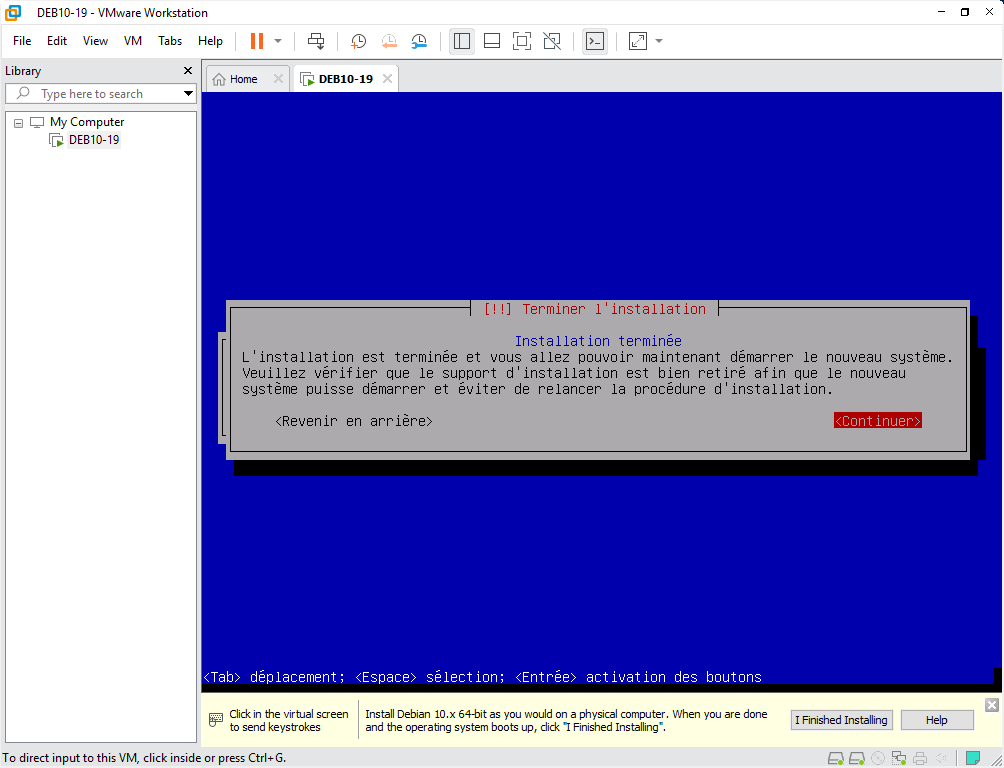 DEB10-19 - VMware Workstation
File Edit View VM Tabs Help
Library
Home
DEB10-19
Type here to search
My Computer
DEB10-19
[!!] Terminer l'installation
Installation terminée
L'installation est terminée et vous allez pouvoir maintenant démarrer le nouveau système.
Veuillez vérifier que le support d'installation est bien retiré afin que le nouveau
système puisse démarrer et éviter de relancer la procédure d'installation.
<Revenir en arrière> <Continuer>
<Tab> déplacement; <Espace> sélection; <Entrée> activation des boutons
Click in the virtual screen
to send keystrokes
Install Debian 10.x 64-bit as you would on a physical computer. When you are done
and the operating system boots up, click "I Finished Installing".
I Finished Installing
Help
To direct input to this VM, click inside or press Ctrl+G.